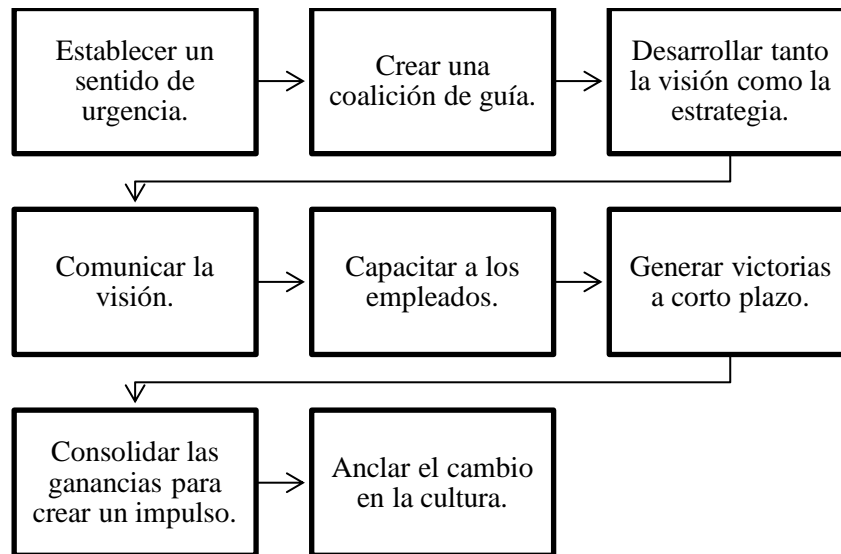 Establecer un
sentido de
urgencia.
Crear una
coalición de guía.
Desarrollar tanto
la visión como la
estrategia.
Comunicar la
visión.
Capacitar a los
empleados.
Generar victorias
a corto plazo.
Consolidar las
ganancias para
crear un impulso.
Anclar el cambio
en la cultura.